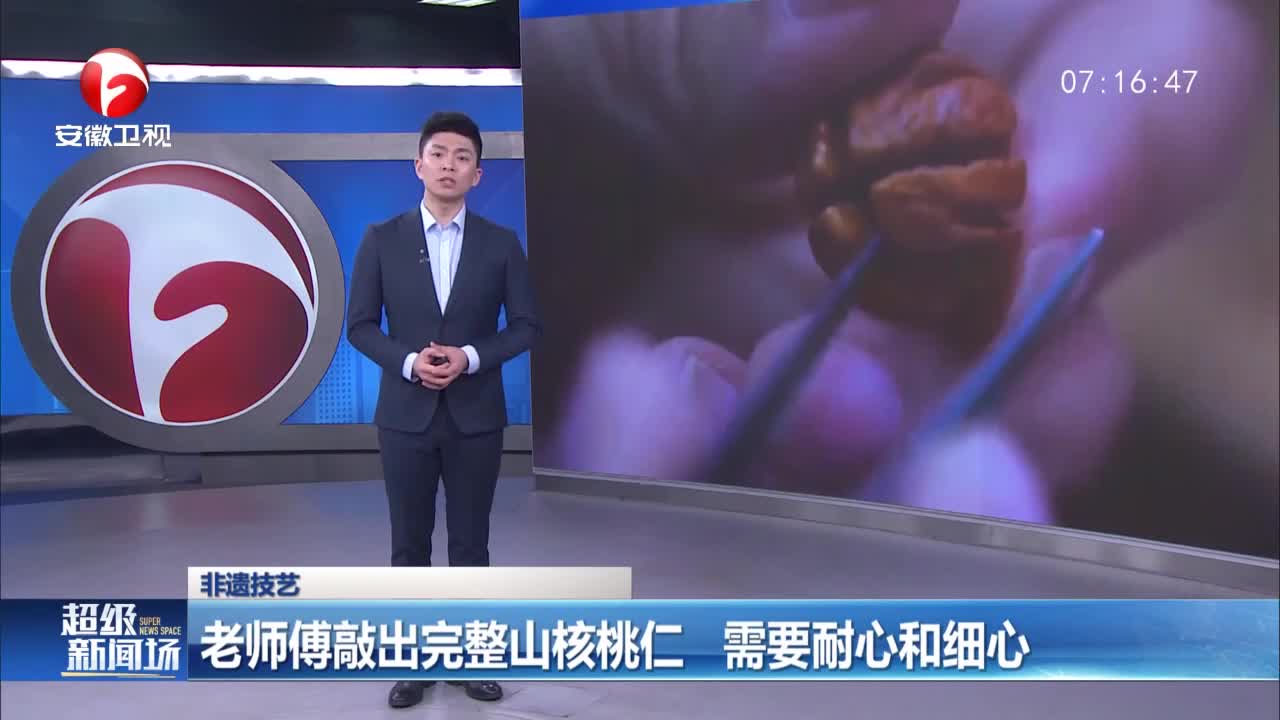 07:16:47
安徽卫视
非遗技艺
超级
SUPER
NEWS SPACE
新闻场
老师傅敲出完整山核桃仁 需要耐心和细心